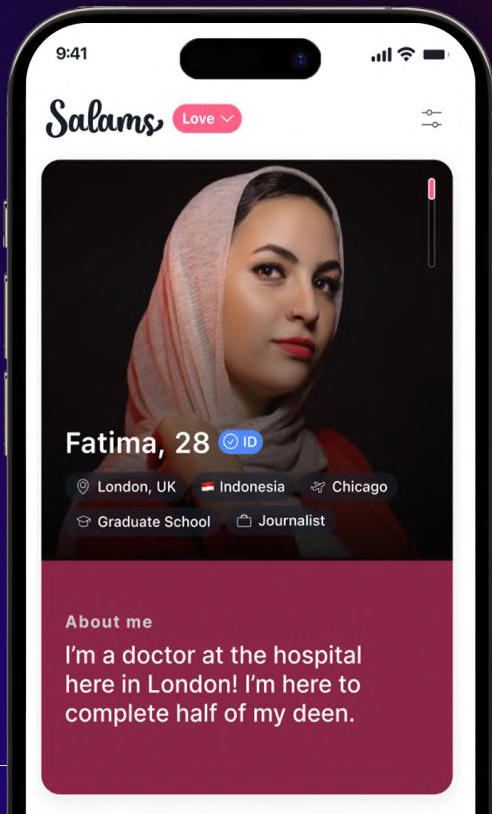 9:41
Salams
Love
Fatima, 28 ID
London, UK Indonesia Chicago
Graduate School Journalist
About me
I'm a doctor at the hospital
here in London! I'm here to
complete half of my deen.